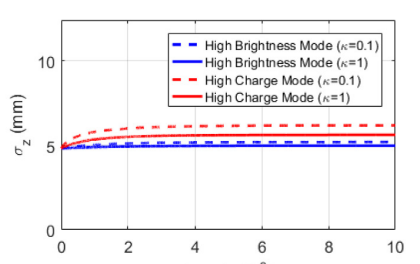 High Brightness Mode (κ=0.1)
High Brightness Mode (κ=1)
High Charge Mode (κ=0.1)
High Charge Mode (κ=1)
σz (mm)
10
5
0
0 2 4 6 8 10